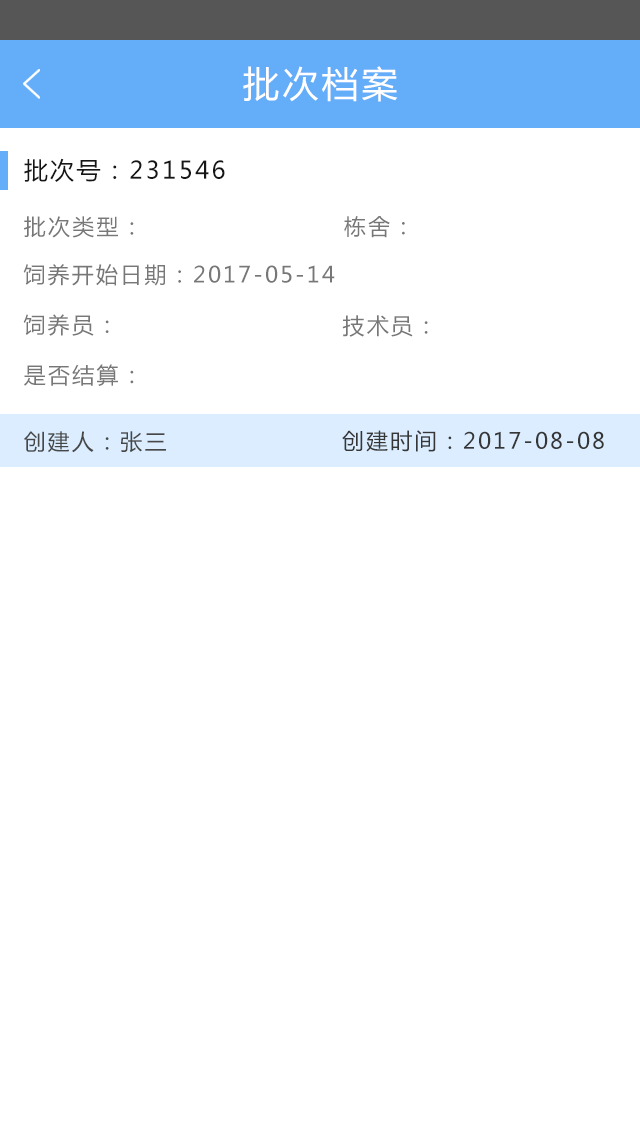 批次档案
批次号：231546
批次类型： 栋舍：
饲养开始日期：2017-05-14
饲养员： 技术员：
是否结算：
创建人：张三 创建时间：2017-08-08